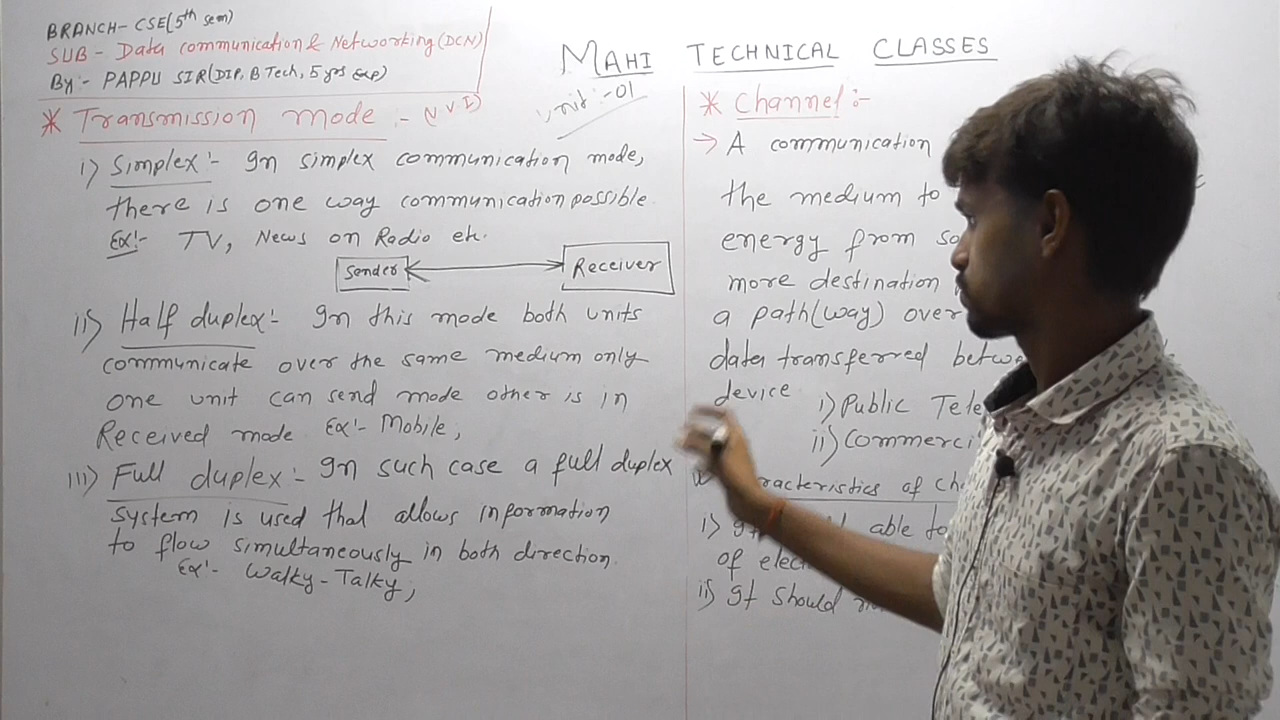 BRANCH- CSE(5th sem)
SUB - Data communication & Networking(DCN)
By:- PAPPU SIR(DIP, B Tech, 5 yrs Exp)
MAHI TECHNICAL CLASSES
Unit:-01
* Transmission mode :- (V V I)
i) Simplex:- In simplex communication mode,
there is one way communication possible
Ex:- TV, News on Radio etc.
Sender
Receiver
ii) Half duplex:- In this mode both units
communicate over the same medium only
one unit can send mode other is in
Received mode Ex:- Mobile,
iii) Full duplex:- In such case a full duplex
system is used that allows information
to flow simultaneously in both direction.
Ex:- Walky-Talky,
* Channel:-
→ A communication
the medium to
energy from
more destination
a path(way) over
data transferred
device
i) Public
ii)
of
i) able to
of
ii) It should